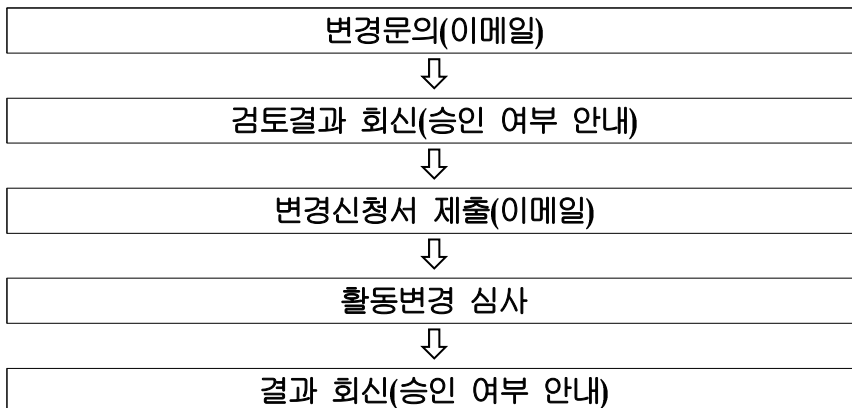 변경문의(이메일)
검토결과 회신(승인 여부 안내)
변경신청서 제출(이메일)
활동변경 심사
결과 회신(승인 여부 안내)